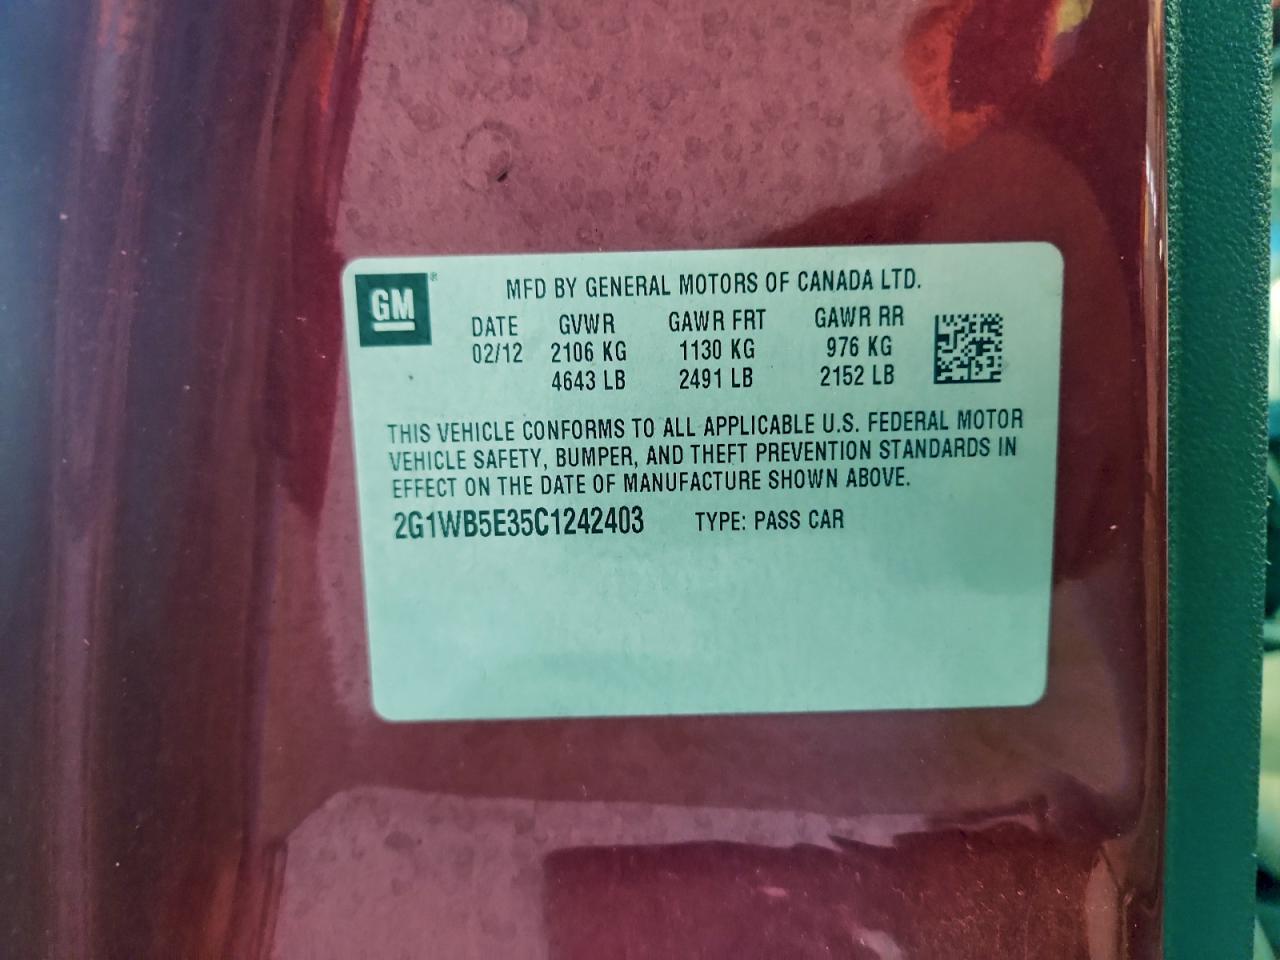 GM®
MFD BY GENERAL MOTORS OF CANADA LTD.
DATE GVWR GAWR FRT GAWR RR
02/12 2106 KG 1130 KG 976 KG
4643 LB 2491 LB 2152 LB
THIS VEHICLE CONFORMS TO ALL APPLICABLE U.S. FEDERAL MOTOR
VEHICLE SAFETY, BUMPER, AND THEFT PREVENTION STANDARDS IN
EFFECT ON THE DATE OF MANUFACTURE SHOWN ABOVE.
2G1WB5E35C1242403 TYPE: PASS CAR